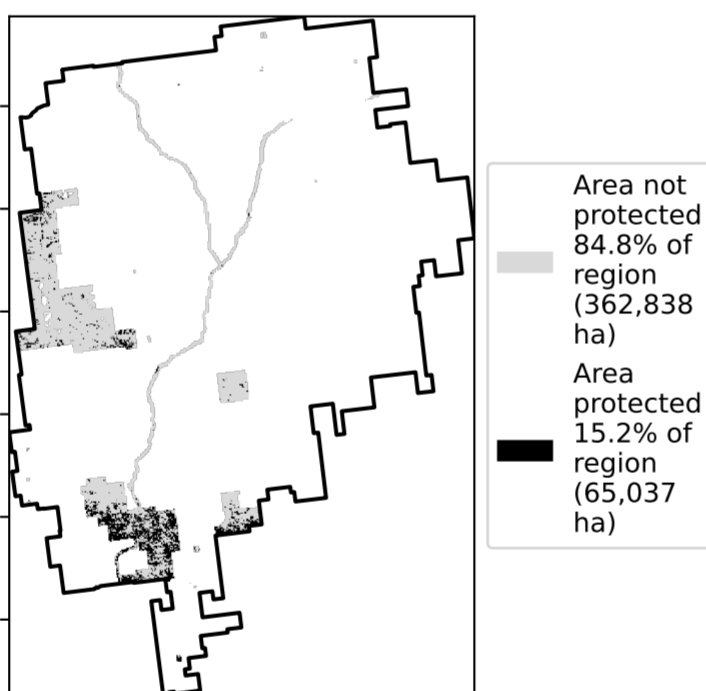 Area not
protected
84.8% of
region
(362,838
ha)
Area
protected
15.2% of
region
(65,037
ha)